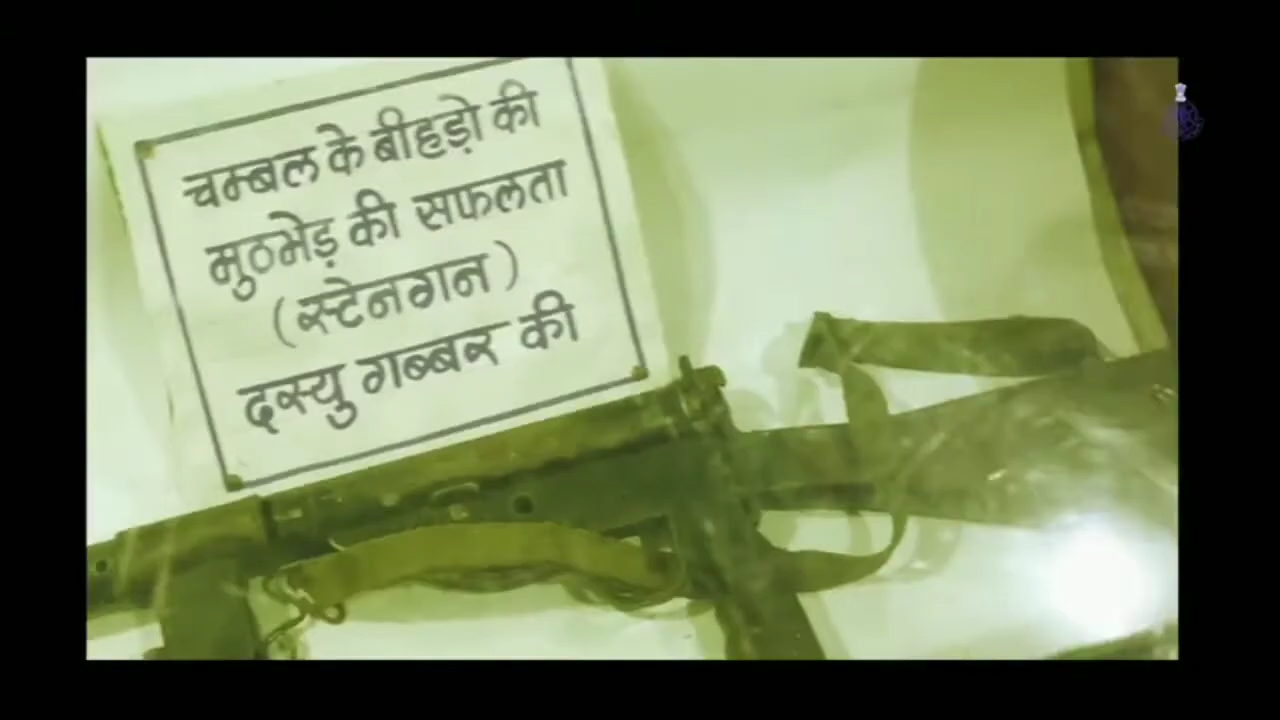 चम्बल के बीहड़ो की
मुठभेड़ की सफलता
(स्टेनगन)
दस्यु गब्बर की